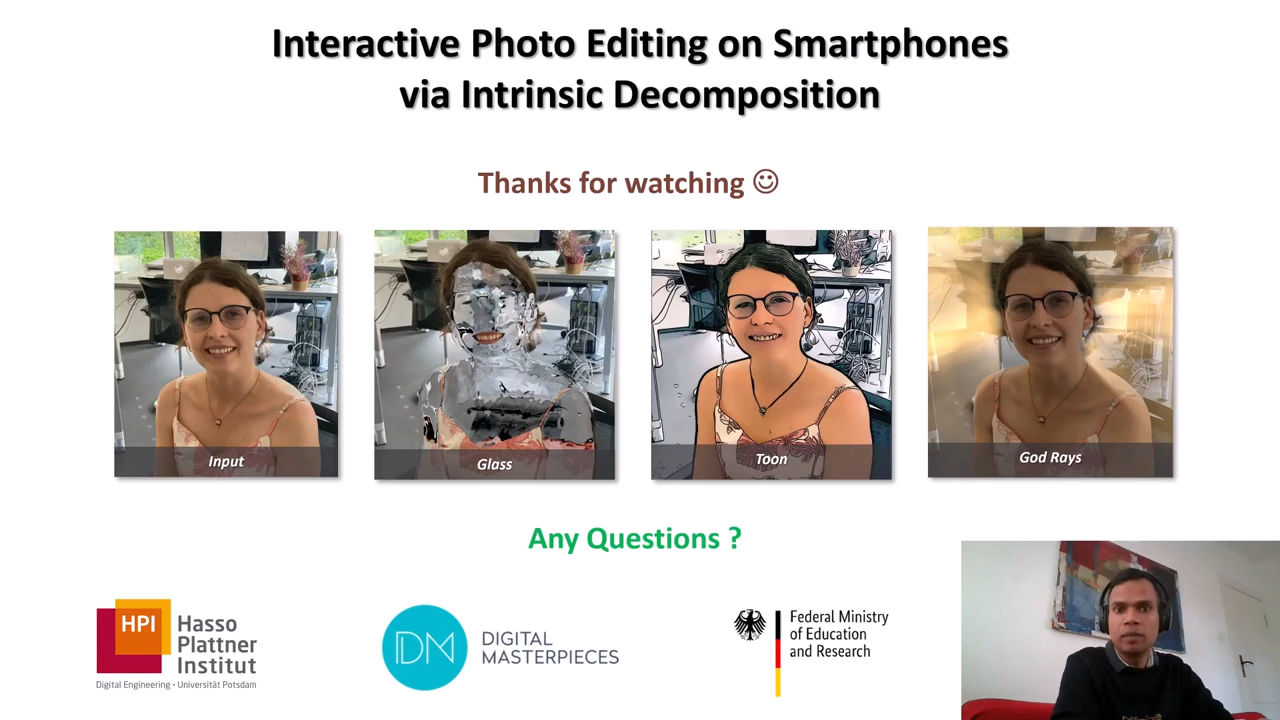 Interactive Photo Editing on Smartphones
via Intrinsic Decomposition
Thanks for watching ☺
Input
Glass
Toon
God Rays
Any Questions ?
HPI
Hasso
Plattner
Institut
Digital Engineering • Universität Potsdam
DM
DIGITAL
MASTERPIECES
Federal Ministry
of Education
and Research